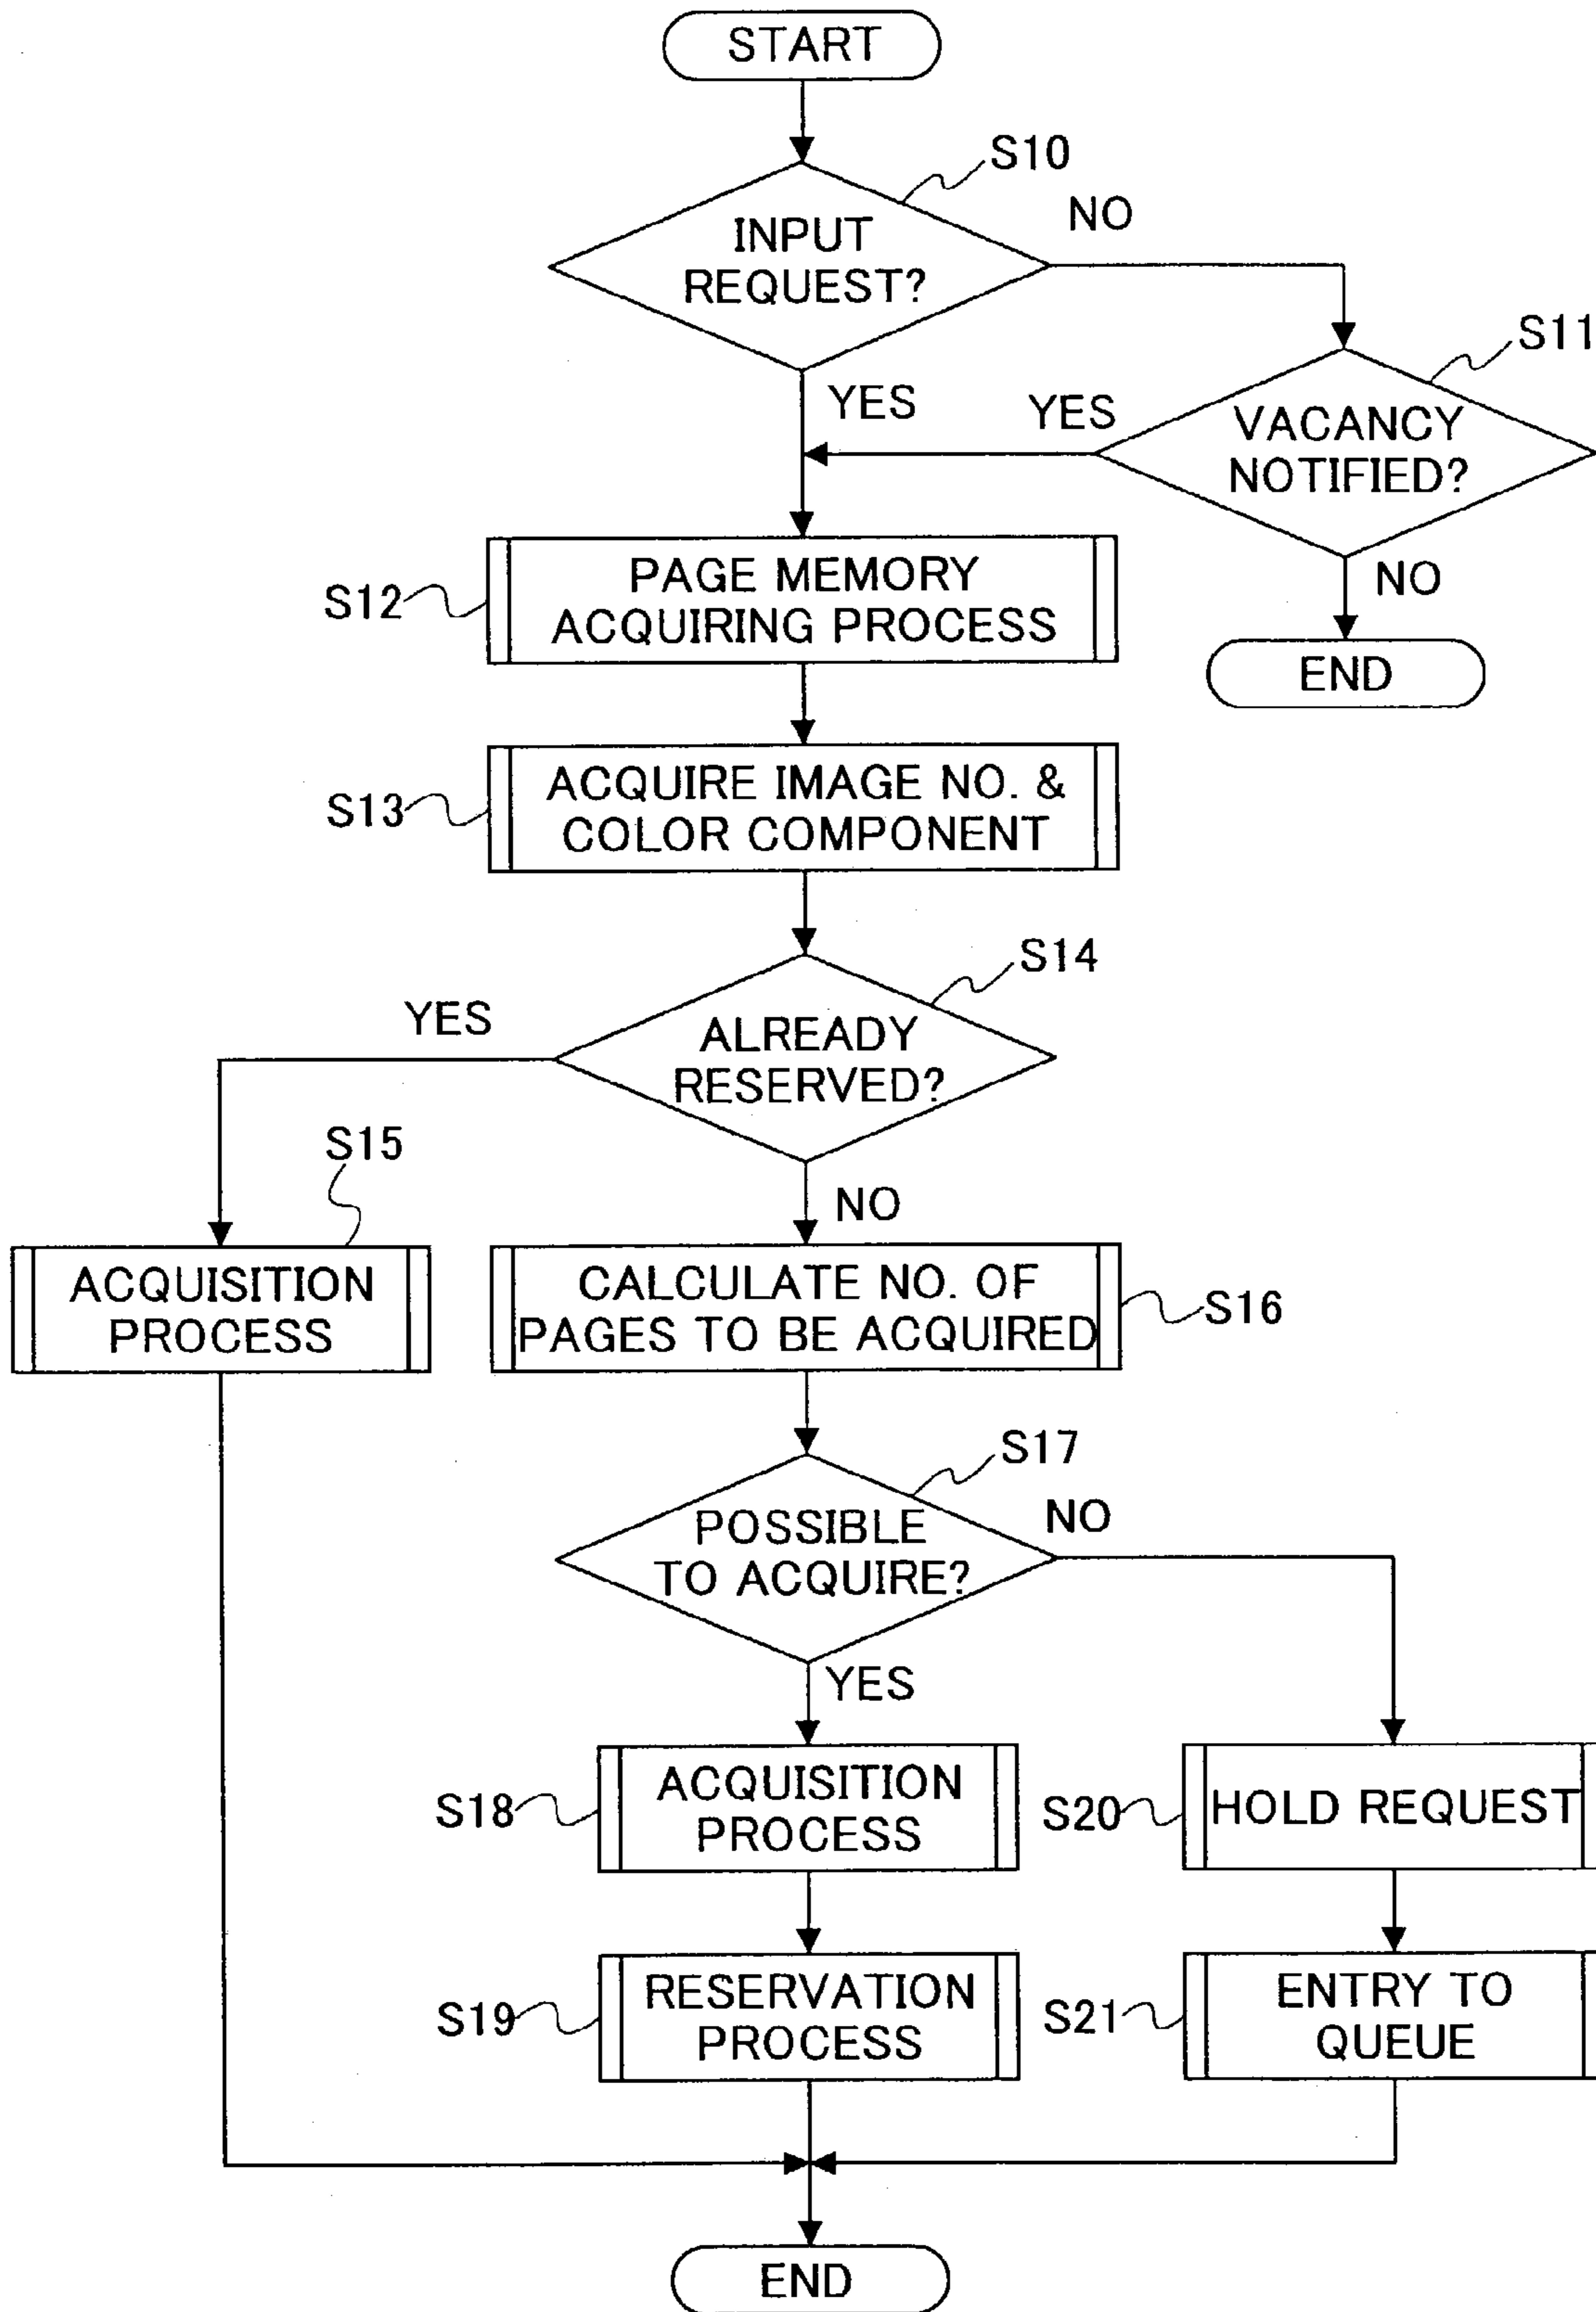 START
S10
INPUT
REQUEST?
NO
S11
YES
YES
VACANCY
NOTIFIED?
NO
S12
PAGE MEMORY
ACQUIRING PROCESS
END
S13
ACQUIRE IMAGE NO. &
COLOR COMPONENT
S14
YES
ALREADY
RESERVED?
S15
NO
ACQUISITION
PROCESS
CALCULATE NO. OF
PAGES TO BE ACQUIRED
S16
S17
NO
POSSIBLE
TO ACQUIRE?
YES
S18
ACQUISITION
PROCESS
S20
HOLD REQUEST
S19
RESERVATION
PROCESS
S21
ENTRY TO
QUEUE
END